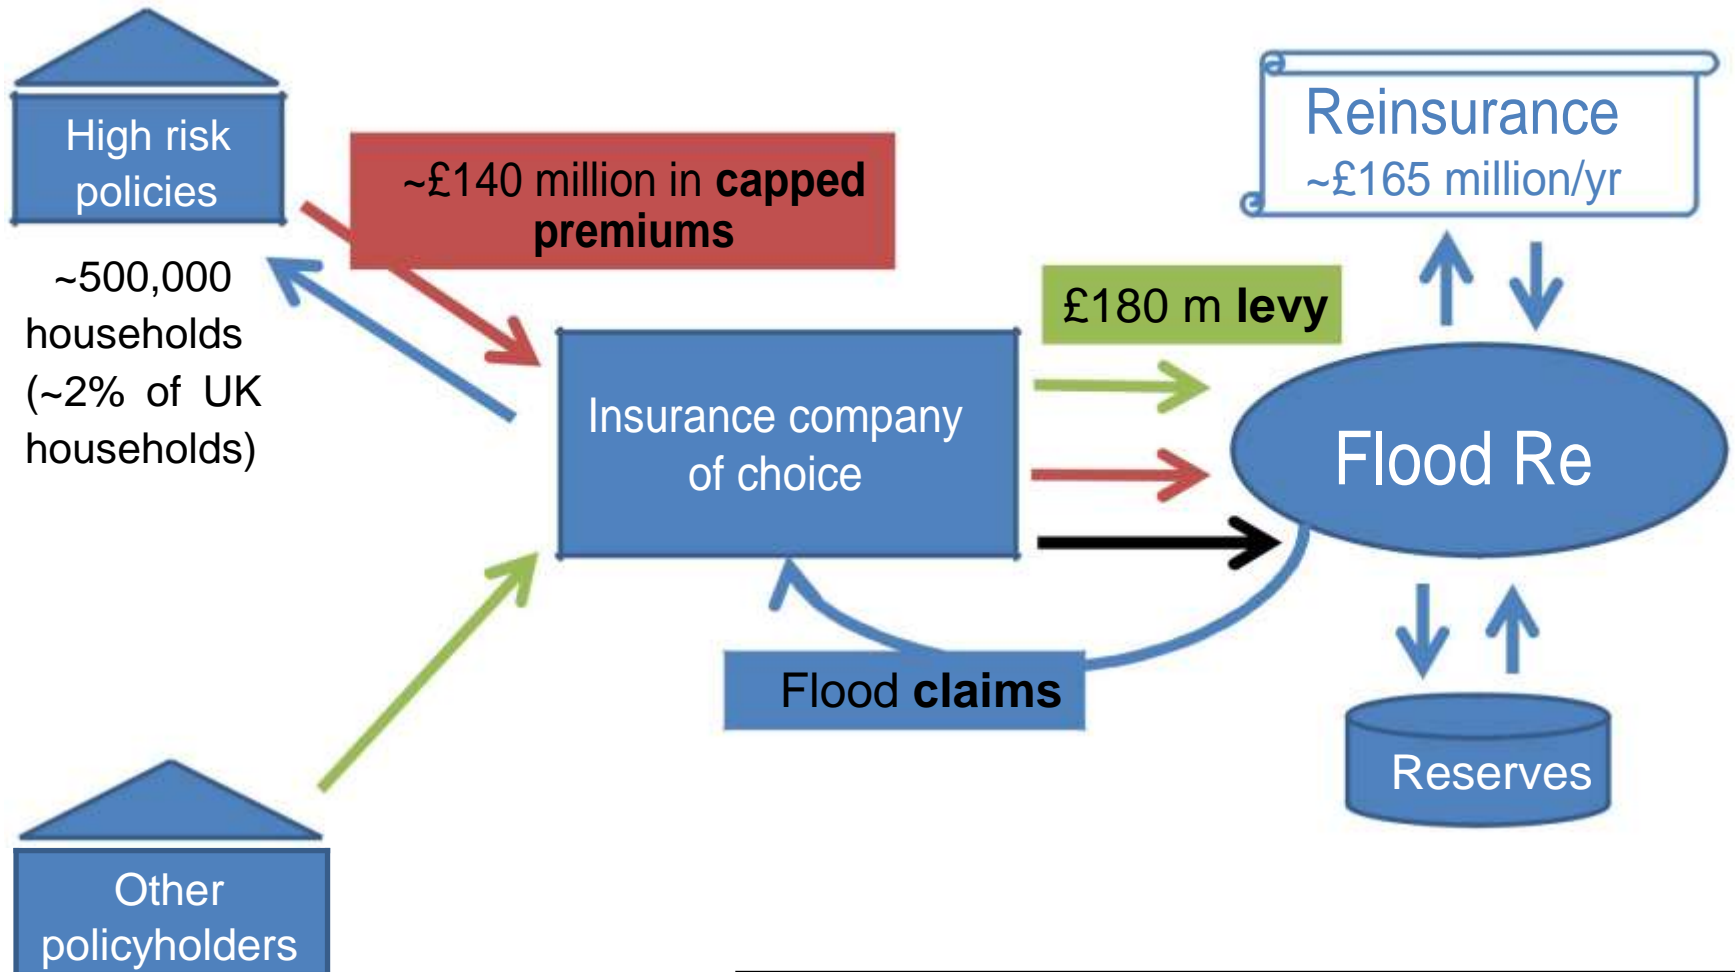 High risk
policies
~500,000
households
(~2% of UK
households)
~£140 million in capped
premiums
Reinsurance
~£165 million/yr
£180 m levy
Insurance company
of choice
Flood Re
Flood claims
Reserves
Other
policyholders